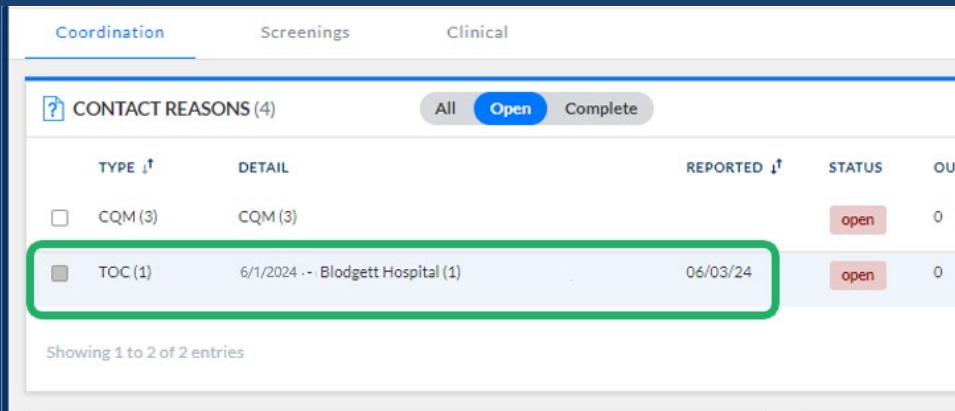 Coordination Screenings Clinical
CONTACT REASONS (4) All Open Complete
TYPE DETAIL REPORTED STATUS OU
CQM (3) CQM (3) open 0
TOC (1) 6/1/2024 - - Blodgett Hospital (1) 06/03/24 open 0
Showing 1 to 2 of 2 entries